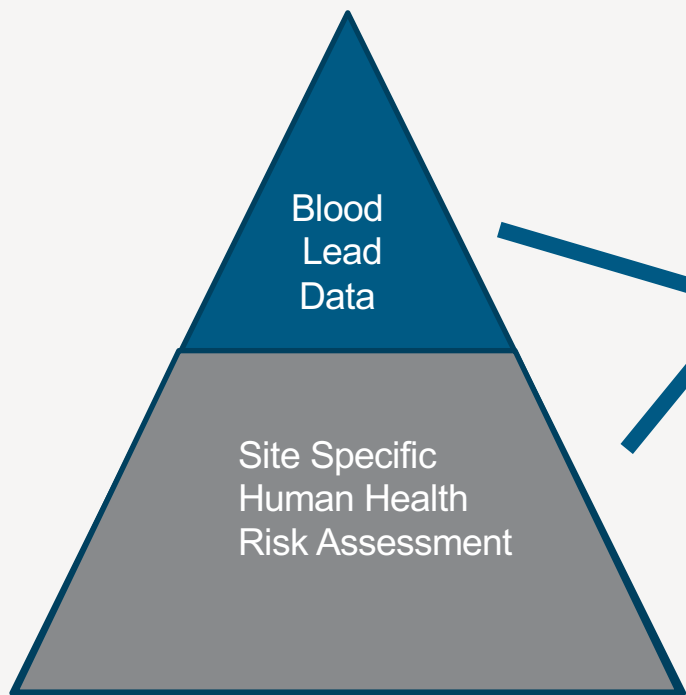 Blood
Lead
Data
Site Specific
Human Health
Risk Assessment